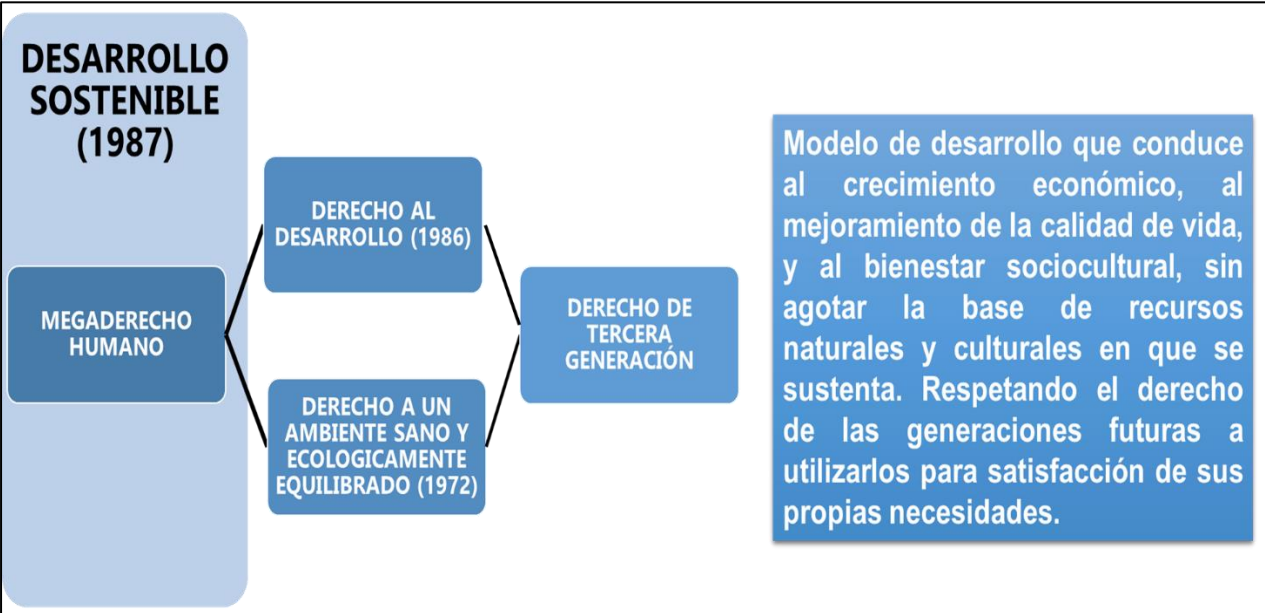 DESARROLLO
SOSTENIBLE
(1987)
MEGADERECHO
HUMANO
DERECHO AL
DESARROLLO (1986)
DERECHO A UN
AMBIENTE SANO Y
ECOLOGICAMENTE
EQUILIBRADO (1972)
DERECHO DE
TERCERA
GENERACIÓN
Modelo de desarrollo que conduce
al crecimiento económico, al
mejoramiento de la calidad de vida,
y al bienestar sociocultural, sin
agotar la base de recursos
naturales y culturales en que se
sustenta. Respetando el derecho
de las generaciones futuras a
utilizarlos para satisfacción de sus
propias necesidades.